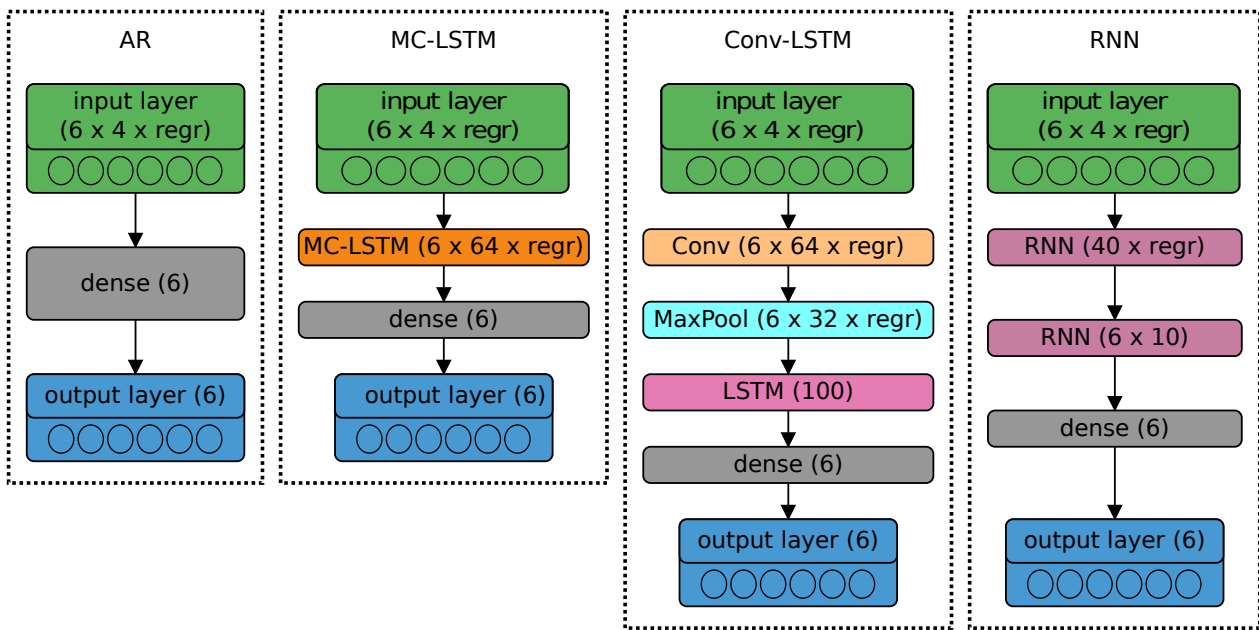 AR
input layer
(6 x 4 x regr)
dense (6)
output layer (6)
MC-LSTM
input layer
(6 x 4 x regr)
MC-LSTM (6 x 64 x regr)
dense (6)
output layer (6)
Conv-LSTM
input layer
(6 x 4 x regr)
Conv (6 x 64 x regr)
MaxPool (6 x 32 x regr)
LSTM (100)
dense (6)
output layer (6)
RNN
input layer
(6 x 4 x regr)
RNN (40 x regr)
RNN (6 x 10)
dense (6)
output layer (6)